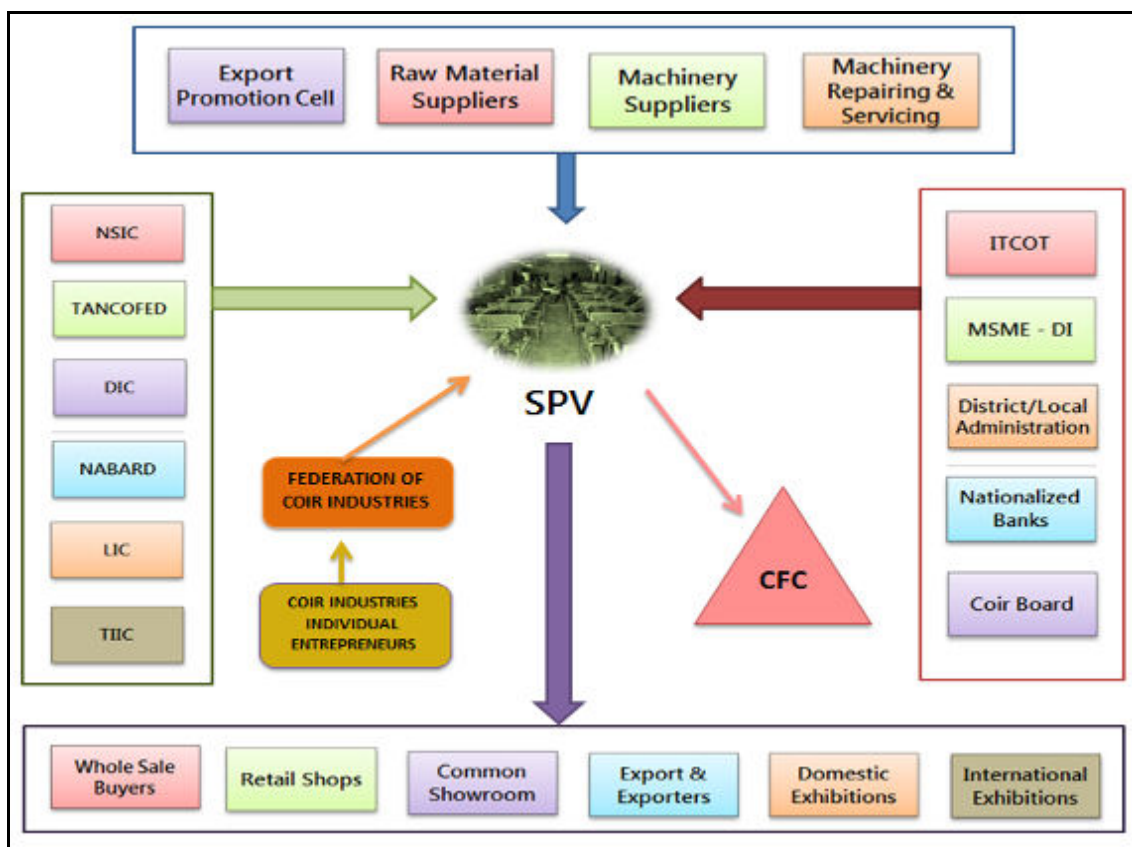 Export
Promotion Cell
Raw Material
Suppliers
Machinery
Suppliers
Machinery
Repairing &
Servicing
NSIC
TANCOFED
DIC
NABARD
LIC
TIIC
SPV
FEDERATION OF
COIR INDUSTRIES
COIR INDUSTRIES
INDIVIDUAL
ENTREPRENEURS
CFC
ITCOT
MSME - DI
District/Local
Administration
Nationalized
Banks
Coir Board
Whole Sale
Buyers
Retail Shops
Common
Showroom
Export &
Exporters
Domestic
Exhibitions
International
Exhibitions